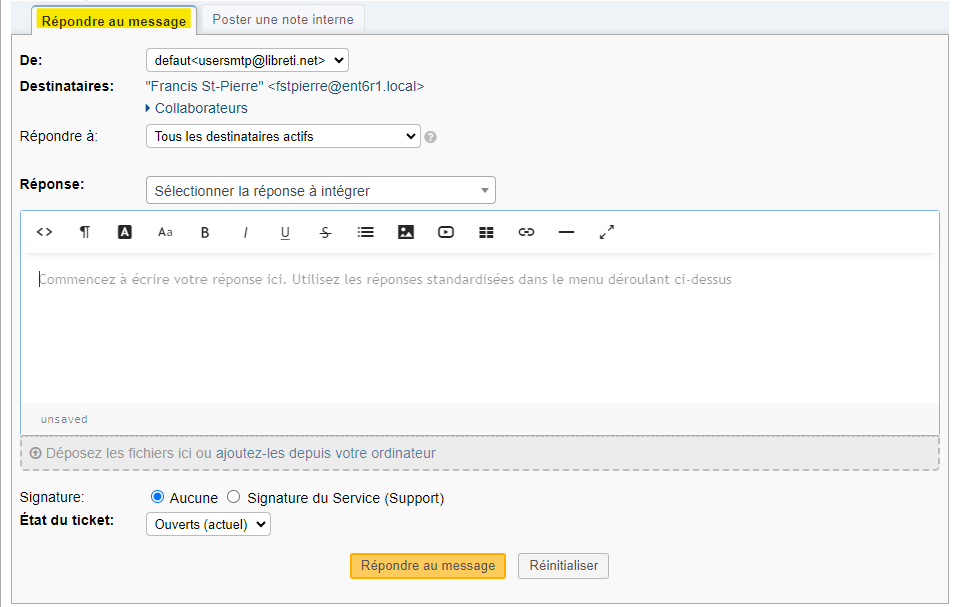 Répondre au message Poster une note interne
De: defaut<usersmtp@libreti.net>
Destinataires: "Francis St-Pierre" <fstpierre@ent6r1.local>
Collaborateurs
Répondre à: Tous les destinataires actifs
Réponse: Sélectionner la réponse à intégrer
<> ¶ A Aa B I U S
Commencez à écrire votre réponse ici. Utilisez les réponses standardisées dans le menu déroulant ci-dessus
unsaved
Déposez les fichiers ici ou ajoutez-les depuis votre ordinateur
Signature: Aucune Signature du Service (Support)
État du ticket: Ouverts (actuel)
Répondre au message Réinitialiser